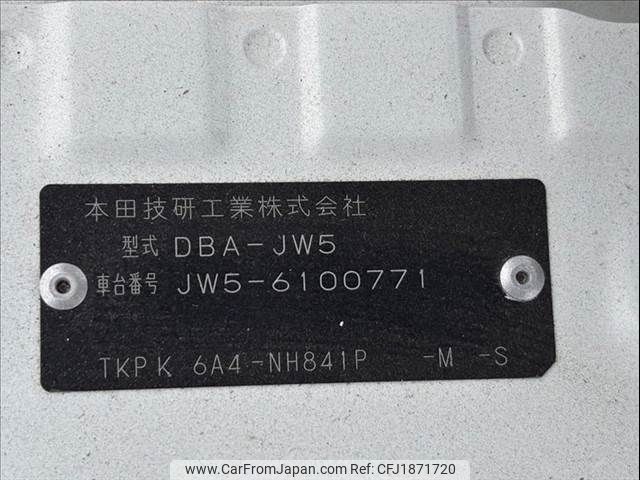 本田技研工業株式会社
型式 DBA-JW5
車台番号 JW5-6100771
TKPK 6A4-NH841P -M -S
www.CarFromJapan.com REF NO: CFJ1871720